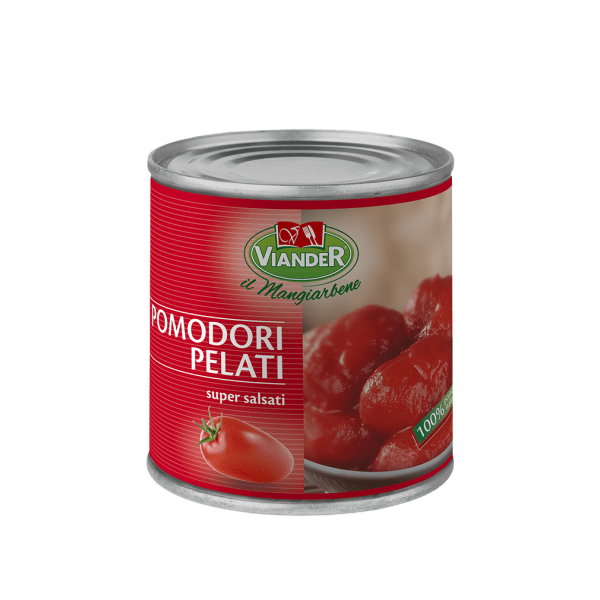 VIANDER
il Mangiarbene
POMODORI
PELATI
super salsati
100%